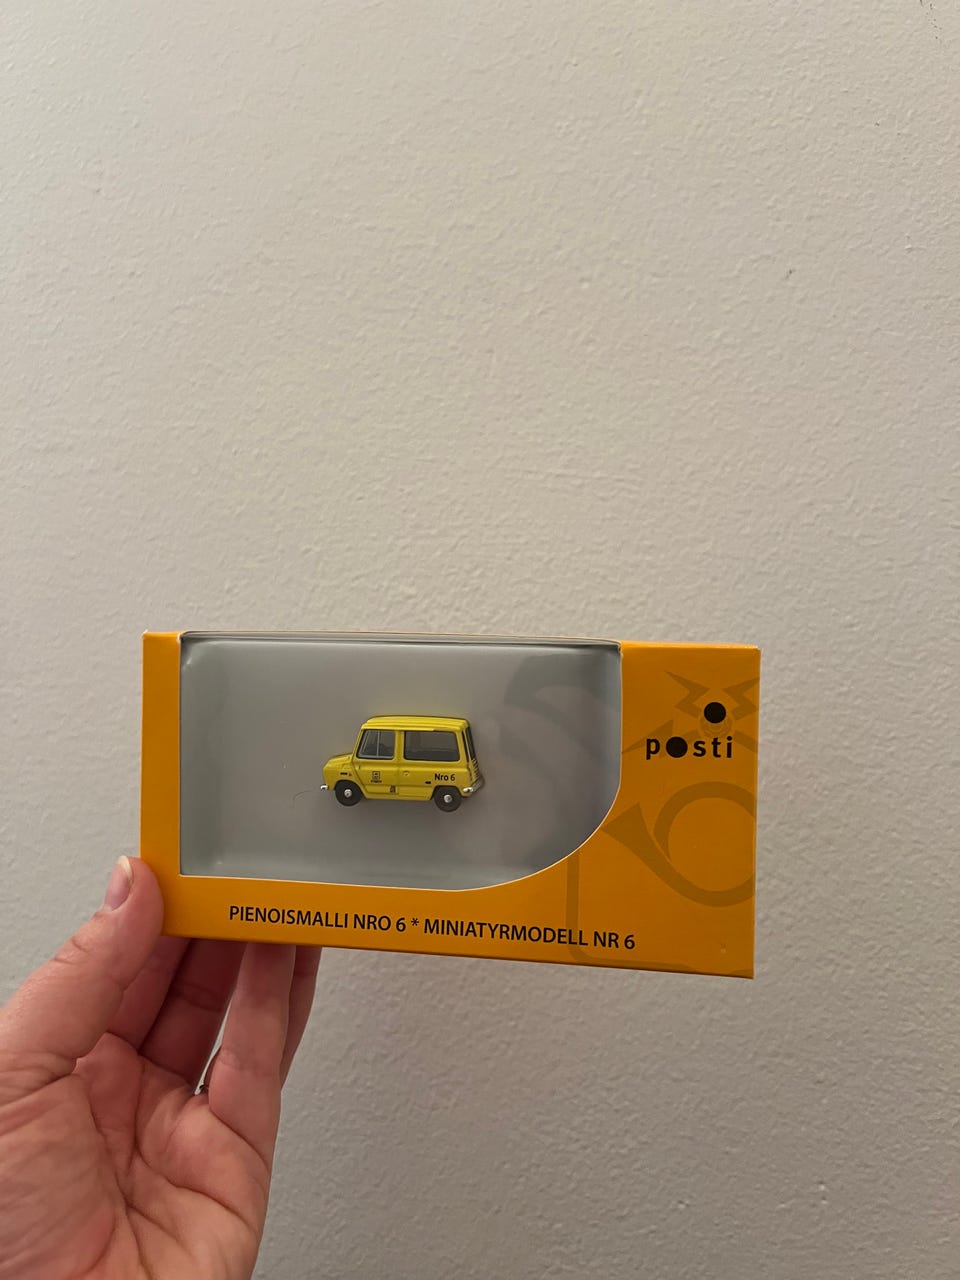 posti
Nro 6
PIENOISMALLI NRO 6 * MINIATYRMODELL NR 6